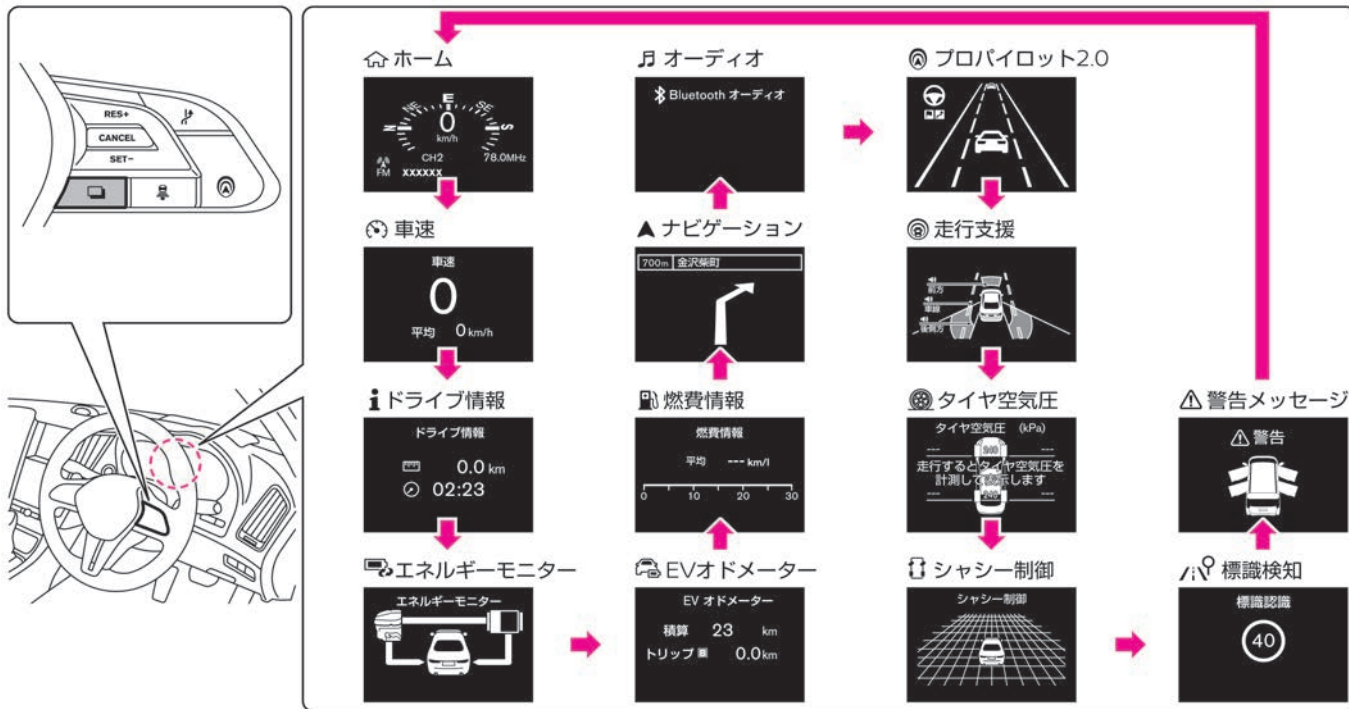 RES+
CANCEL
SET−
ホーム
NE
E
SE
N
S
0
km/h
CH2
78.0MHz
FM
XXXXXX
車速
車速
0
平均 0 km/h
ドライブ情報
ドライブ情報
0.0 km
02:23
エネルギーモニター
エネルギーモニター
EVオドメーター
EV オドメーター
積算 23 km
トリップ B 0.0 km
燃費情報
燃費情報
平均 --- km/l
0 10 20 30
ナビゲーション
700m 金沢柴町
オーディオ
Bluetooth オーディオ
プロパイロット2.0
走行支援
前方
車線
後側方
タイヤ空気圧
タイヤ空気圧 (kPa)
--- 240 ---
走行するとタイヤ空気圧を
計測して表示します
--- 240 ---
シャシー制御
シャシー制御
標識検知
標識認識
40
警告メッセージ
警告